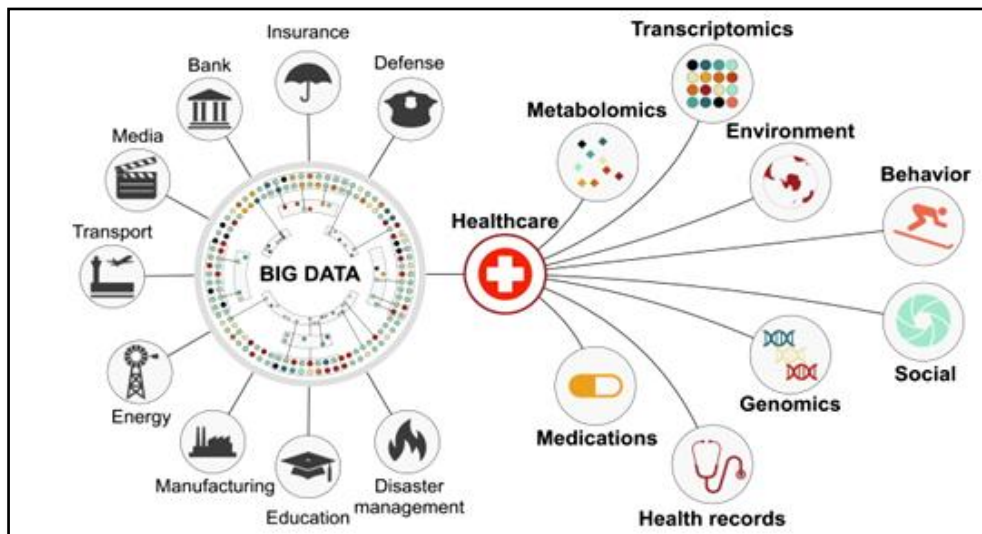 Insurance
Bank
Defense
Media
Transport
BIG DATA
Energy
Manufacturing
Education
Disaster
management
Healthcare
Transcriptomics
Metabolomics
Environment
Behavior
Social
Genomics
Medications
Health records